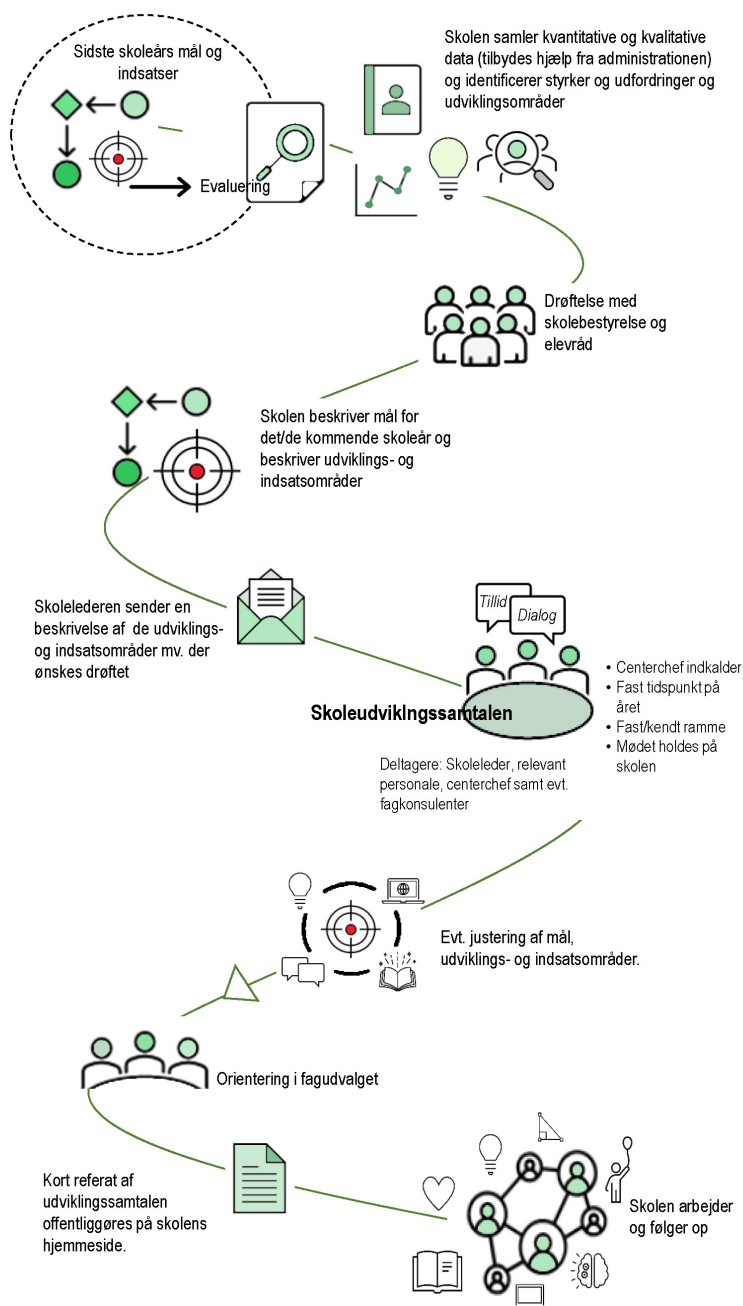 Sidste skoleårs mål og
indsatser
Evaluering
Skolen samler kvantitative og kvalitative
data (tilbydes hjælp fra administrationen)
og identificerer styrker og udfordringer og
udviklingsområder
Drøftelse med
skolebestyrelse og
elevråd
Skolen beskriver mål for
det/de kommende skoleår og
beskriver udviklings- og
indsatsområder
Skolelederen sender en
beskrivelse af de udviklings-
og indsatsområder mv. der
ønskes drøftet
Tillid
Dialog
Skoleudviklngssamtalen
• Centerchef indkalder
• Fast tidspunkt på
året
• Fast/kendt ramme
• Mødet holdes på
skolen
Deltagere: Skoleleder, relevant
personale, centerchef samt evt.
fagkonsulenter
Evt. justering af mål,
udviklings- og indsatsområder.
Orientering i fagudvalget
Kort referat af
udviklingssamtalen
offentliggøres på skolens
hjemmeside.
Skolen arbejder
og følger op